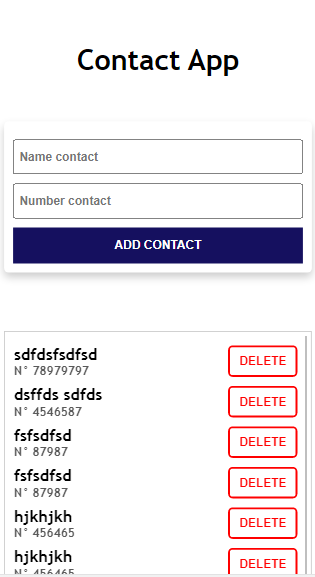 Contact App
Name contact
Number contact
ADD CONTACT
sdfdsfsdfsd
N° 78979797
DELETE
dsffds sdfds
N° 4546587
DELETE
fsfsdfsd
N° 87987
DELETE
fsfsdfsd
N° 87987
DELETE
hjkhjkh
N° 456465
DELETE
hjkhjkh
N° 456465
DELETE